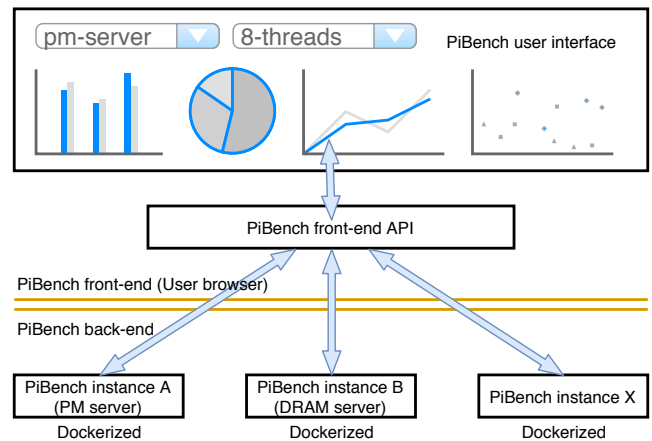 pm-server
8-threads
PiBench user interface
PiBench front-end API
PiBench front-end (User browser)
PiBench back-end
PiBench instance A
(PM server)
PiBench instance B
(DRAM server)
PiBench instance X
Dockerized
Dockerized
Dockerized